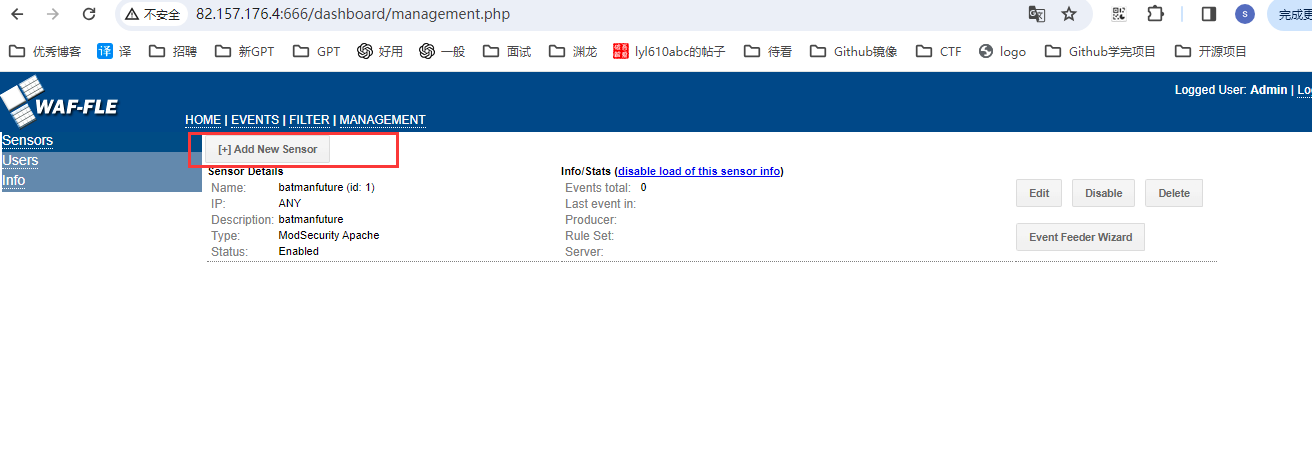 不安全 82.157.176.4:666/dashboard/management.php S 完成更
优秀博客 译 译 招聘 新GPT GPT 好用 一般 面试 渊龙 lyl610abc的帖子 待看 Github镜像 CTF logo Github学完项目 开源项目
WAF-FLE
Logged User: Admin | Lo
HOME | EVENTS | FILTER | MANAGEMENT
Sensors
Users
Info
[+] Add New Sensor
Sensor Details
Name: batmanfuture (id: 1)
IP: ANY
Description: batmanfuture
Type: ModSecurity Apache
Status: Enabled
Info/Stats (disable load of this sensor info)
Events total: 0
Last event in:
Producer:
Rule Set:
Server:
Edit Disable Delete
Event Feeder Wizard